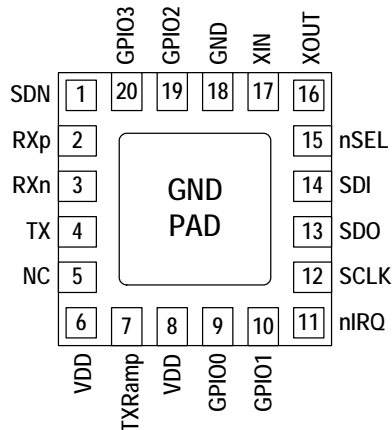 GPIO3 GPIO2 GND XIN XOUT
20 19 18 17 16
SDN 1
RXp 2
RXn 3
TX 4
NC 5
6
VDD
GND
PAD
15 nSEL
14 SDI
13 SDO
12 SCLK
11 nIRQ
7 8 9 10
TXRamp VDD GPIO0 GPIO1